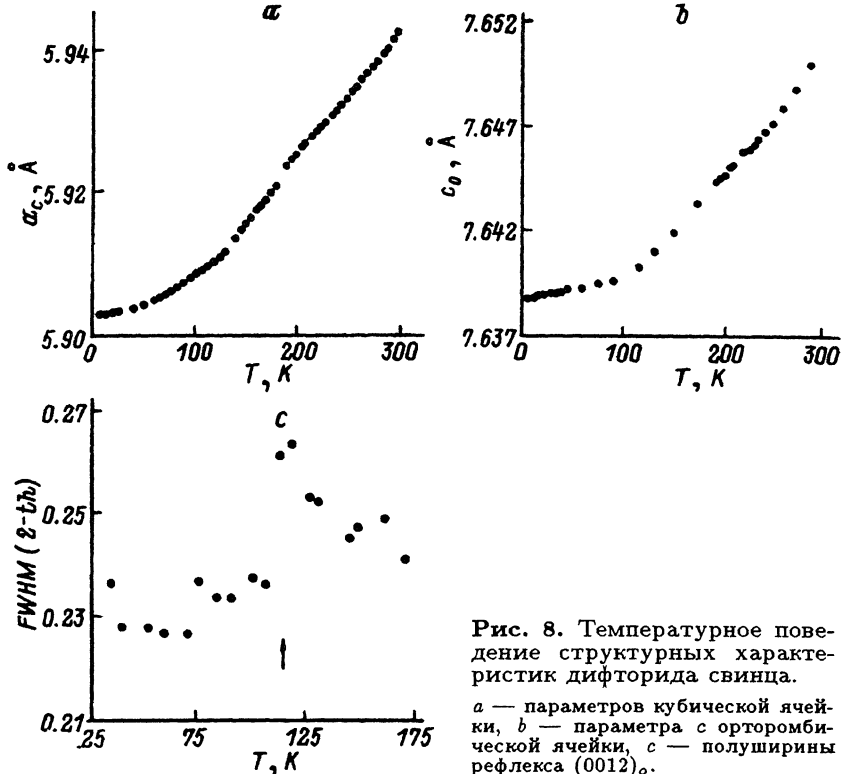 a
5.94
5.92
5.90
a_c, Å
0
100
200
300
T, K
b
7.652
7.647
7.642
7.637
c_0, Å
0
100
200
300
T, K
c
0.27
0.25
0.23
0.21
FWHM (2-th)
25
75
125
175
T, K
Рис. 8. Температурное пове-
дение структурных характе-
ристик дифторида свинца.
a — параметров кубической ячей-
ки, b — параметра c орторомби-
ческой ячейки, c — полуширины
рефлекса (0012)_o.